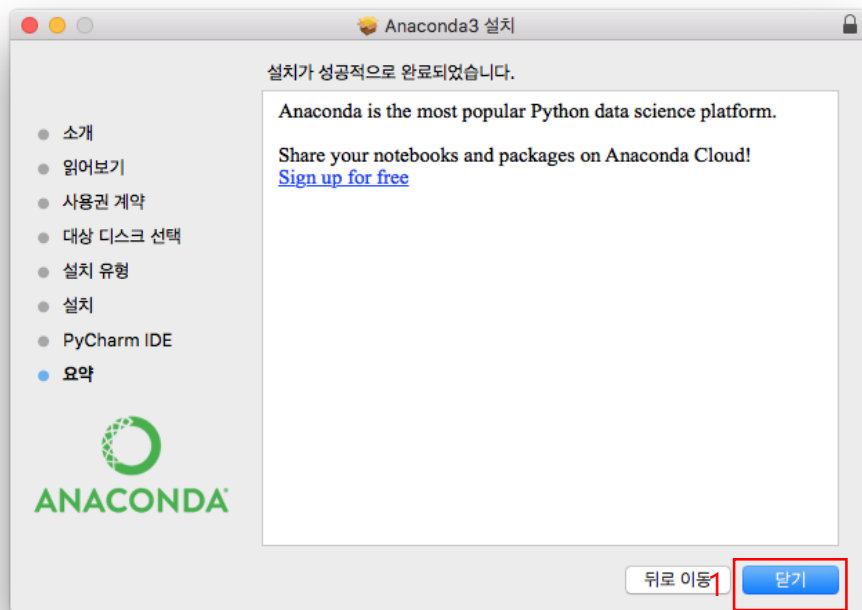 Anaconda3 설치
설치가 성공적으로 완료되었습니다.
소개
읽어보기
사용권 계약
대상 디스크 선택
설치 유형
설치
PyCharm IDE
요약
ANACONDA
Anaconda is the most popular Python data science platform.
Share your notebooks and packages on Anaconda Cloud!
Sign up for free
뒤로 이동
1
닫기